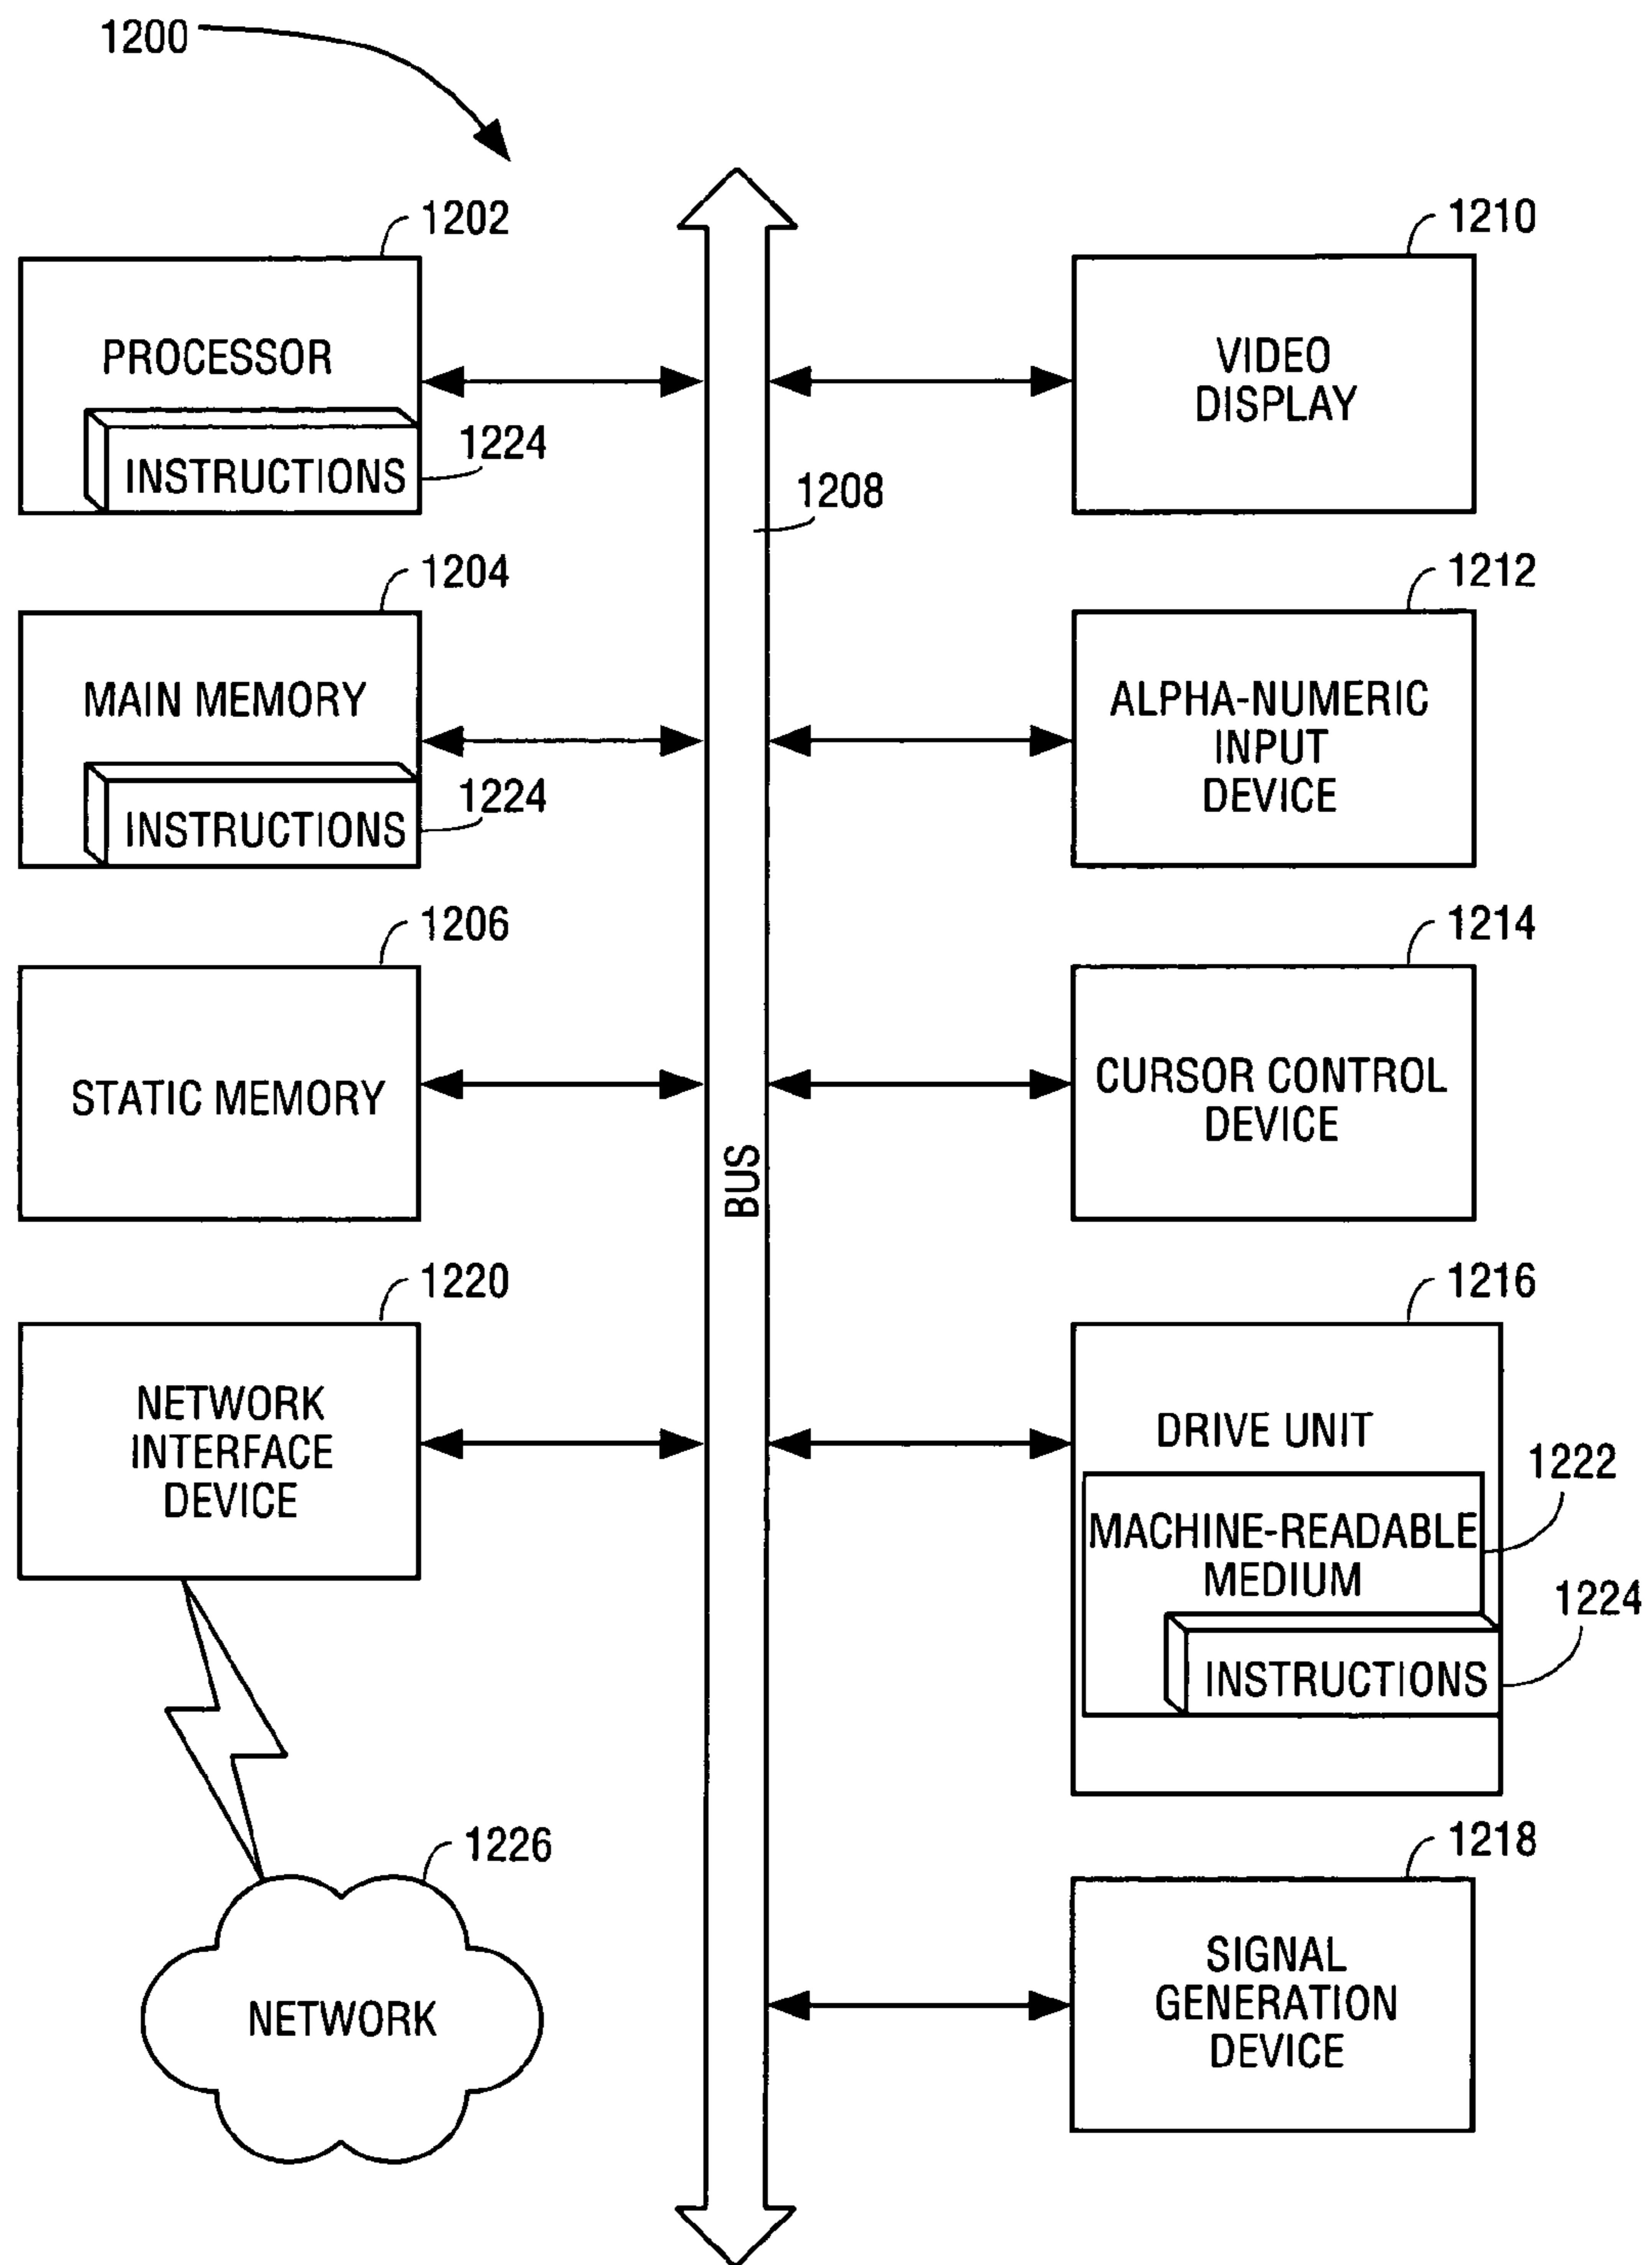 1200
1202
PROCESSOR
INSTRUCTIONS
1224
1204
MAIN MEMORY
INSTRUCTIONS
1224
1206
STATIC MEMORY
1220
NETWORK
INTERFACE
DEVICE
1226
NETWORK
1208
BUS
1210
VIDEO
DISPLAY
1212
ALPHA-NUMERIC
INPUT
DEVICE
1214
CURSOR CONTROL
DEVICE
1216
DRIVE UNIT
1222
MACHINE-READABLE
MEDIUM
1224
INSTRUCTIONS
1218
SIGNAL
GENERATION
DEVICE